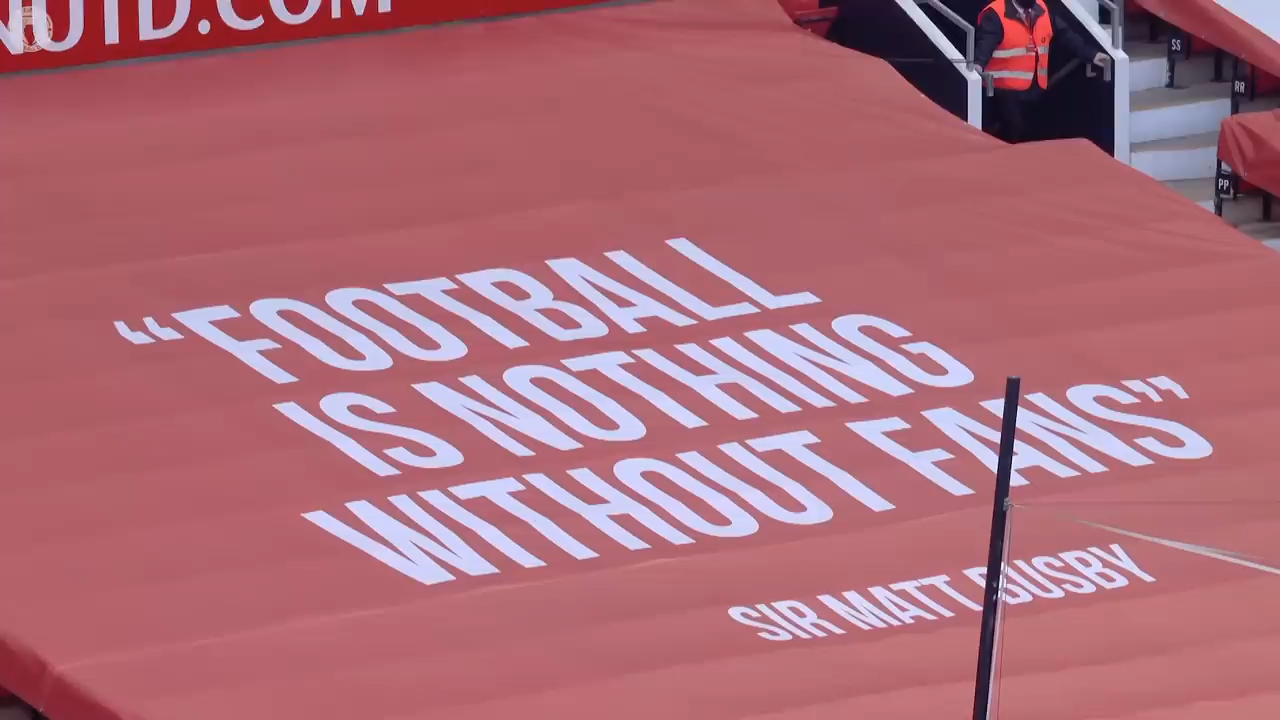 NUTD.COM
SS
RR
PP
“FOOTBALL
IS NOTHING
WITHOUT FANS”
SIR MATT BUSBY